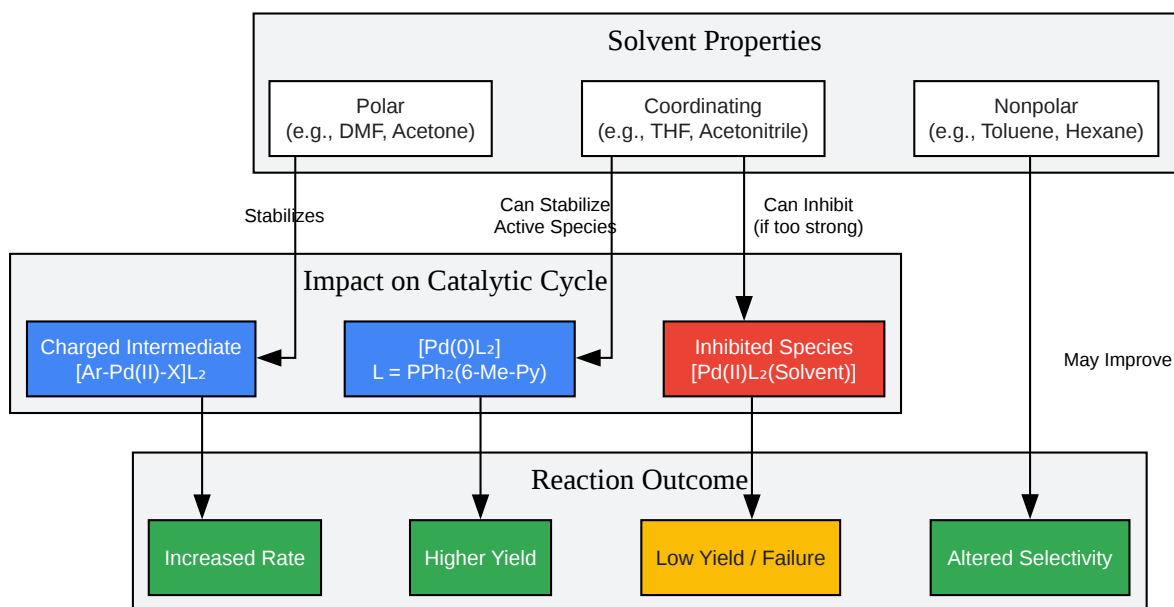 Solvent Properties
Polar
(e.g., DMF, Acetone)
Coordinating
(e.g., THF, Acetonitrile)
Nonpolar
(e.g., Toluene, Hexane)
Stabilizes
Can Stabilize
Active Species
Can Inhibit
(if too strong)
May Improve
Impact on Catalytic Cycle
Charged Intermediate
[Ar-Pd(II)-X]L₂
[Pd(0)L₂]
L = PPh₂(6-Me-Py)
Inhibited Species
[Pd(II)L₂(Solvent)]
Reaction Outcome
Increased Rate
Higher Yield
Low Yield / Failure
Altered Selectivity